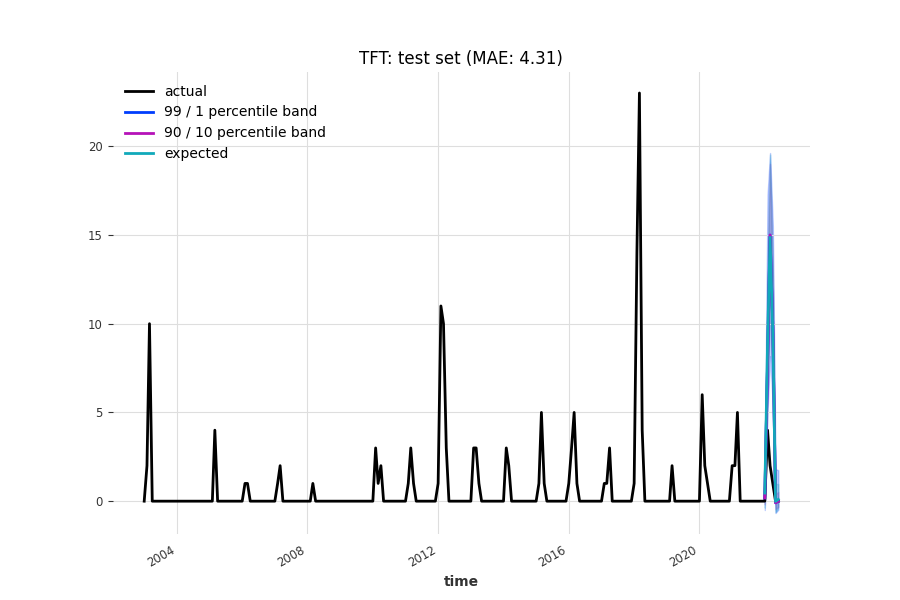 TFT: test set (MAE: 4.31)
actual
99 / 1 percentile band
90 / 10 percentile band
expected
20
15
10
5
0
2004
2008
2012
2016
2020
time